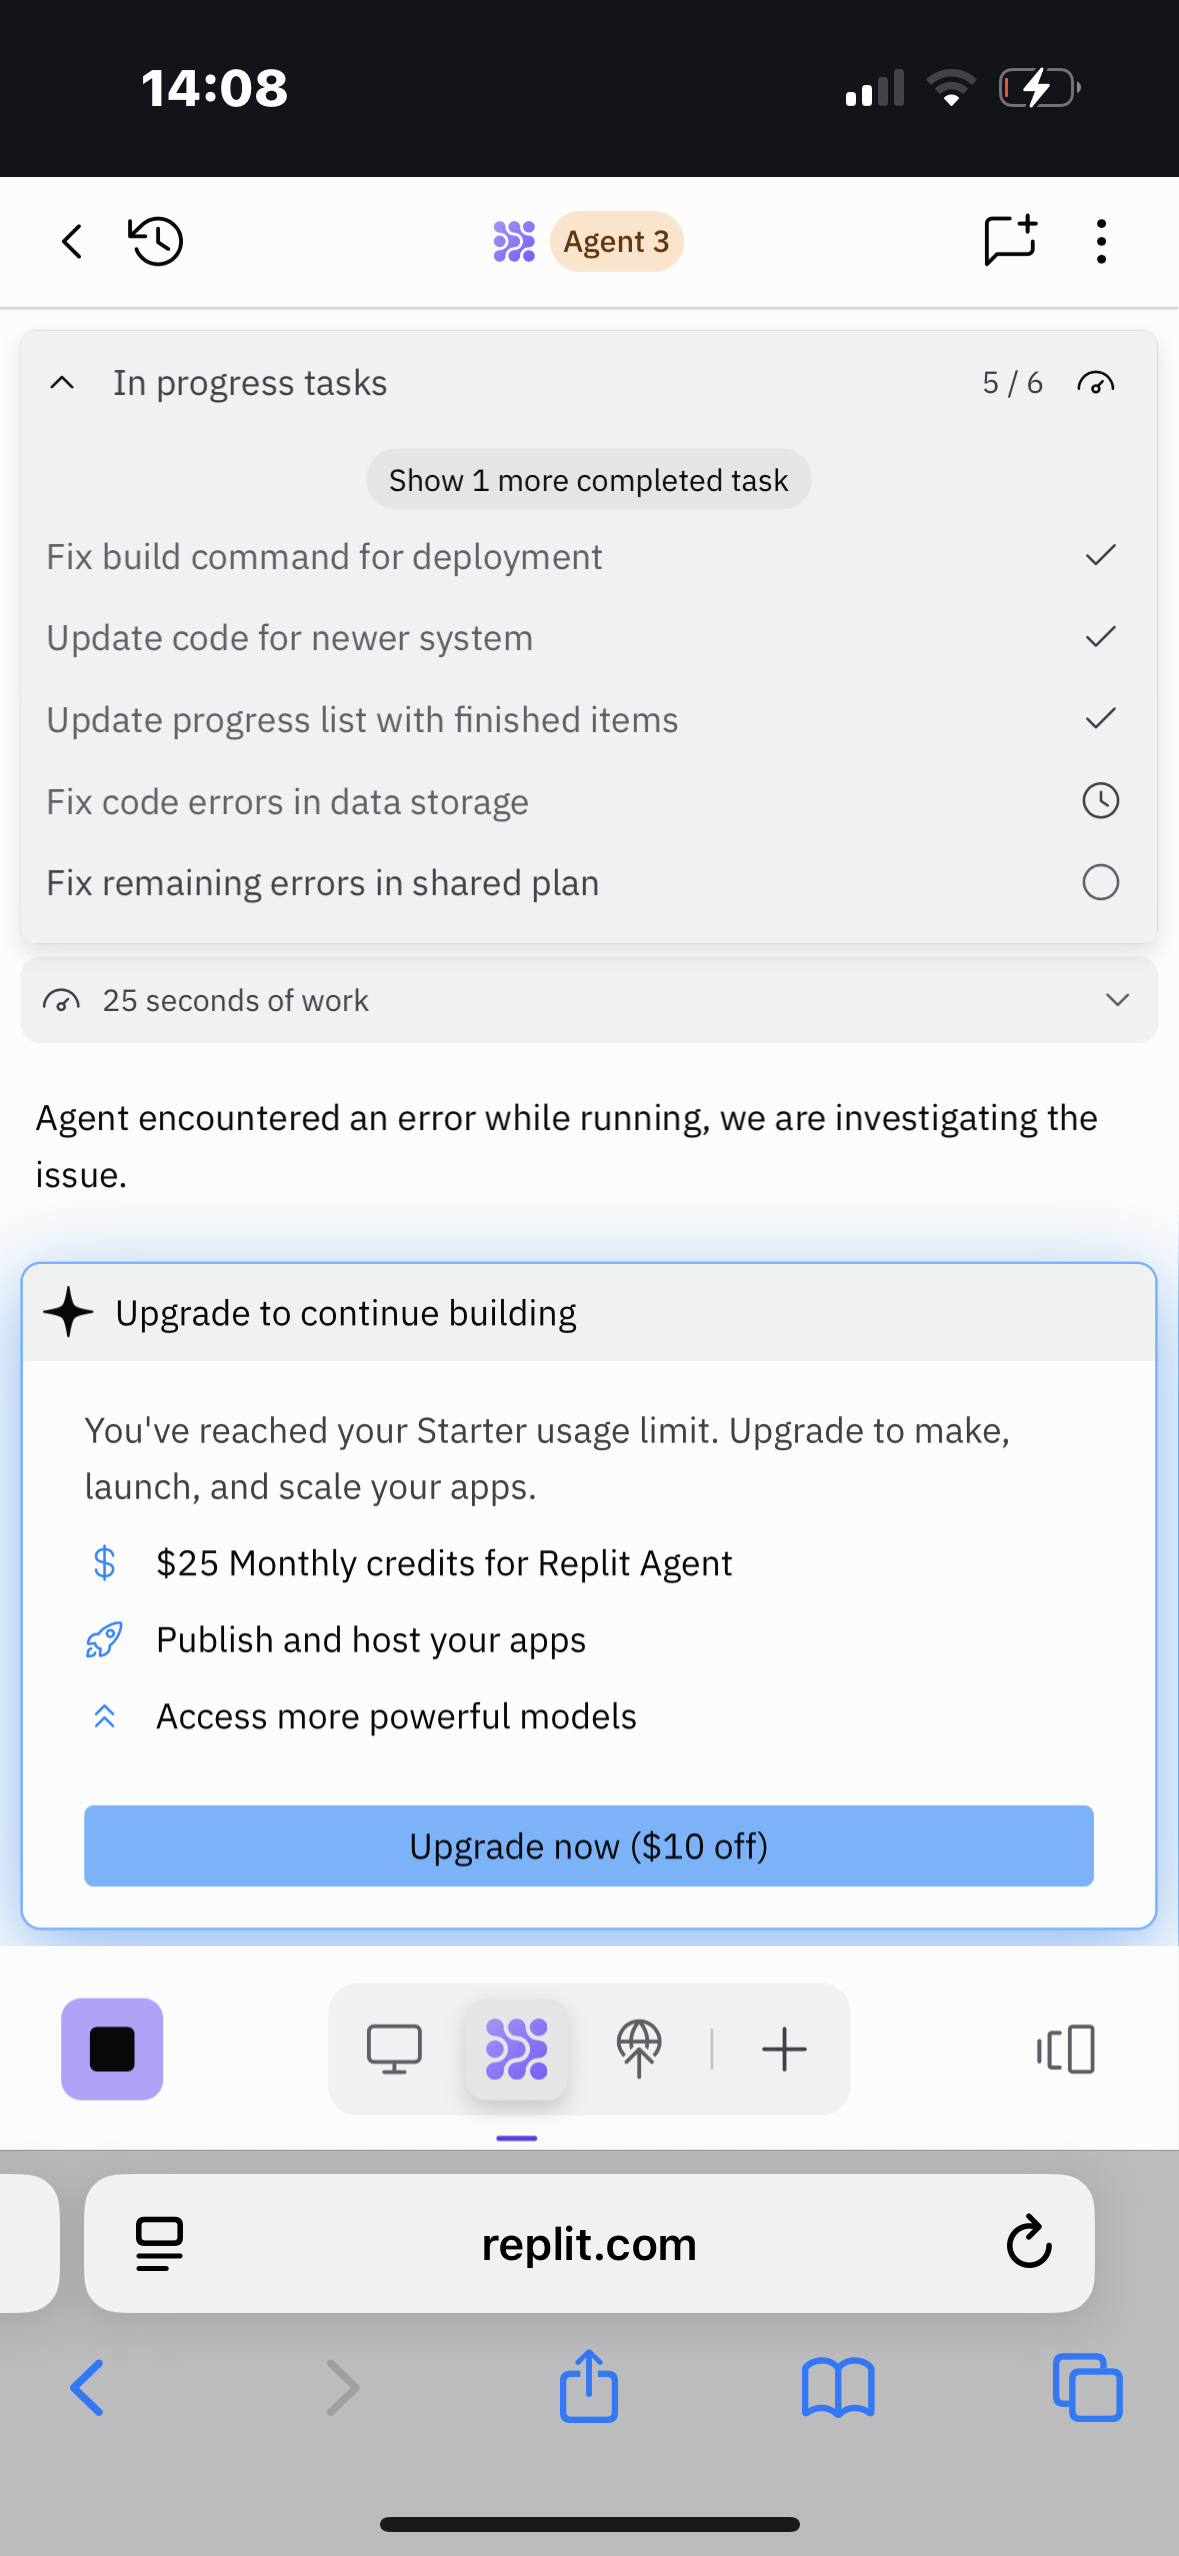 14:08
Agent 3
In progress tasks
5 / 6
Show 1 more completed task
Fix build command for deployment
Update code for newer system
Update progress list with finished items
Fix code errors in data storage
Fix remaining errors in shared plan
25 seconds of work
Agent encountered an error while running, we are investigating the
issue.
Upgrade to continue building
You've reached your Starter usage limit. Upgrade to make,
launch, and scale your apps.
$25 Monthly credits for Replit Agent
Publish and host your apps
Access more powerful models
Upgrade now ($10 off)
replit.com